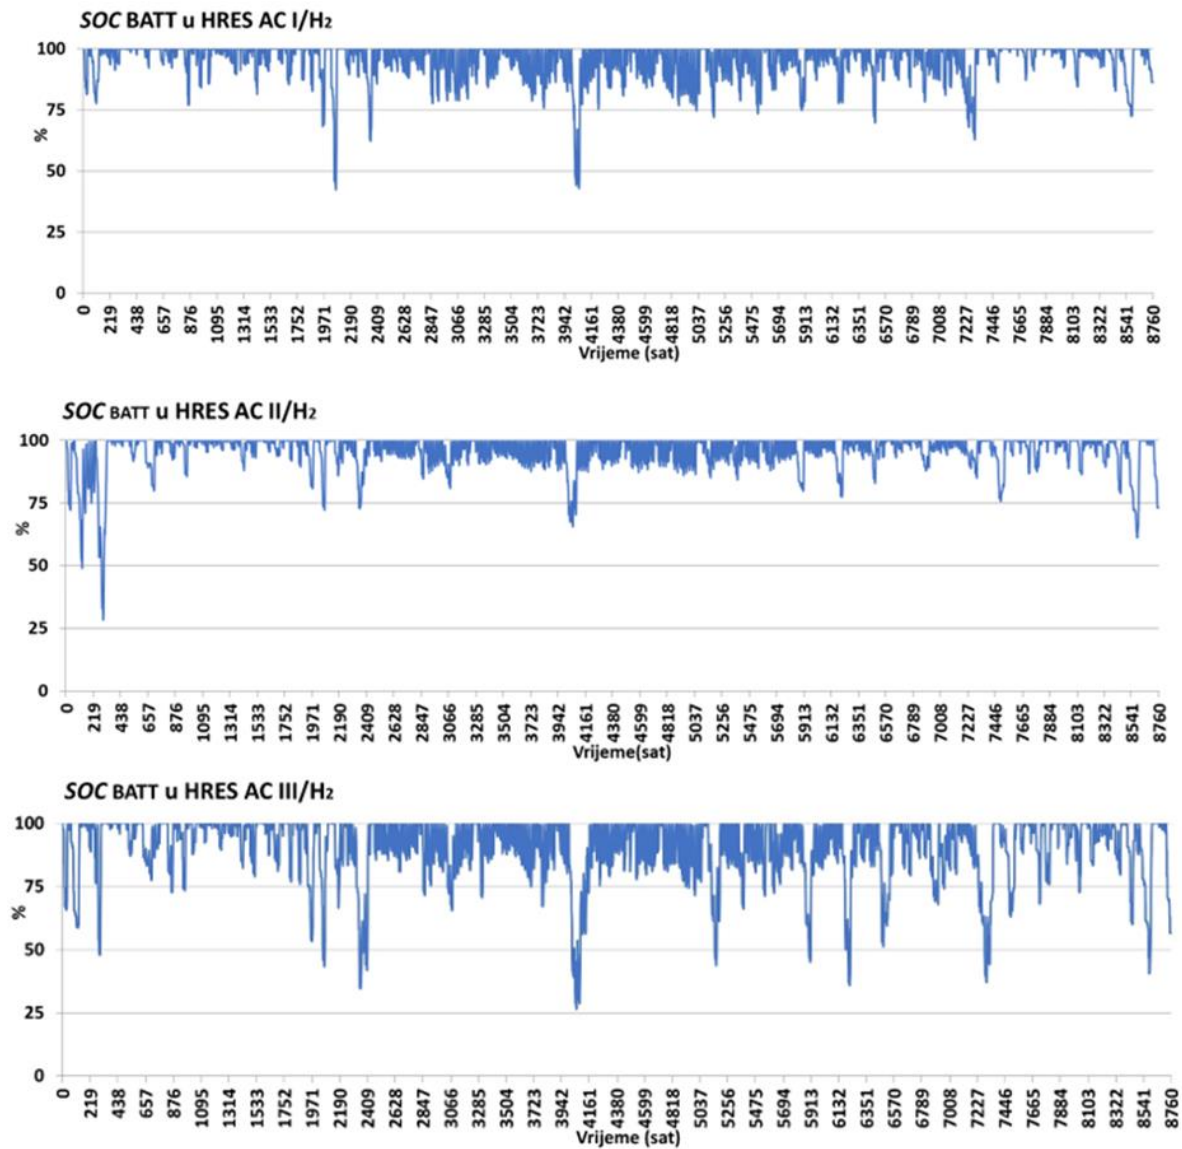 SOC BATT u HRES AC I/H2
100
75
50
25
0
%
0 219 438 657 876 1095 1314 1533 1752 1971 2190 2409 2628 2847 3066 3285 3504 3723 3942 4161 4380 4599 4818 5037 5256 5475 5694 5913 6132 6351 6570 6789 7008 7227 7446 7665 7884 8103 8322 8541 8760
Vrijeme (sat)
SOC BATT u HRES AC II/H2
100
75
50
25
0
%
0 219 438 657 876 1095 1314 1533 1752 1971 2190 2409 2628 2847 3066 3285 3504 3723 3942 4161 4380 4599 4818 5037 5256 5475 5694 5913 6132 6351 6570 6789 7008 7227 7446 7665 7884 8103 8322 8541 8760
Vrijeme(sat)
SOC BATT u HRES AC III/H2
100
75
50
25
0
%
0 219 438 657 876 1095 1314 1533 1752 1971 2190 2409 2628 2847 3066 3285 3504 3723 3942 4161 4380 4599 4818 5037 5256 5475 5694 5913 6132 6351 6570 6789 7008 7227 7446 7665 7884 8103 8322 8541 8760
Vrijeme (sat)